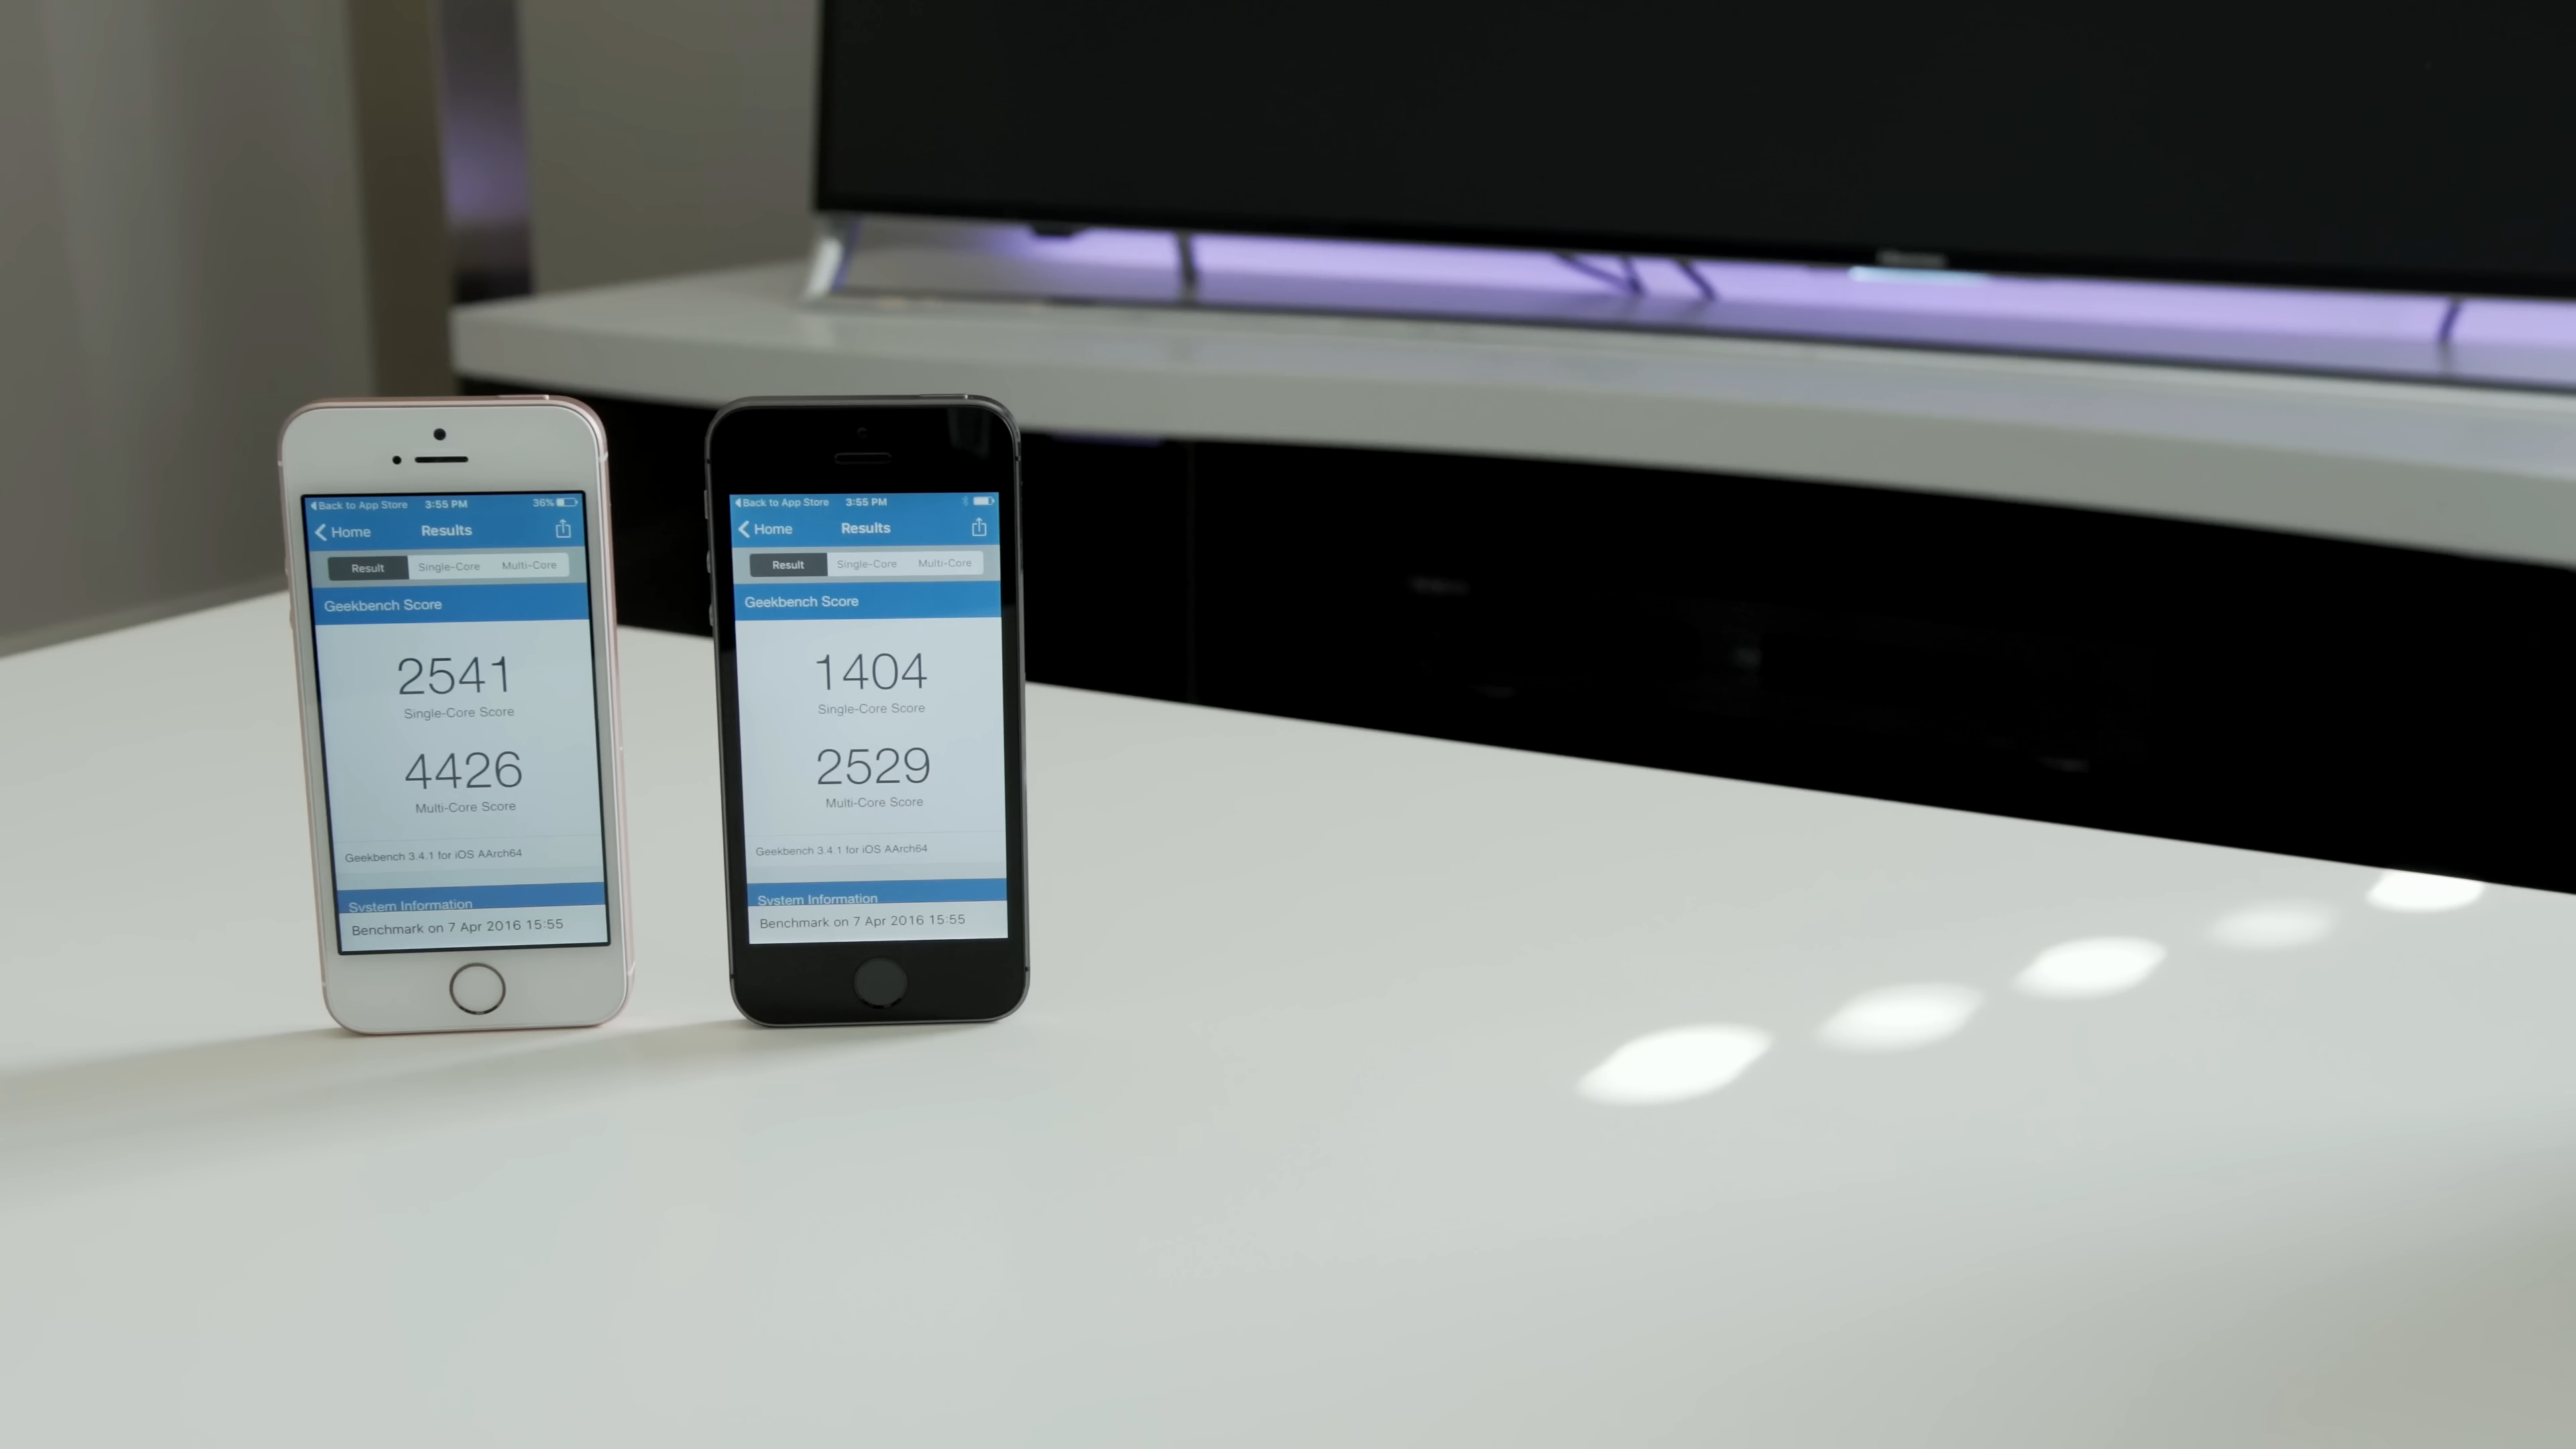 Back to App Store 3:55 PM 36%
Home Results
Result Single-Core Multi-Core
Geekbench Score
2541
Single-Core Score
4426
Multi-Core Score
Geekbench 3.4.1 for iOS AArch64
System Information
Benchmark on 7 Apr 2016 15:55
Back to App Store 3:55 PM
Home Results
Result Single-Core Multi-Core
Geekbench Score
1404
Single-Core Score
2529
Multi-Core Score
Geekbench 3.4.1 for iOS AArch64
System Information
Benchmark on 7 Apr 2016 15:55